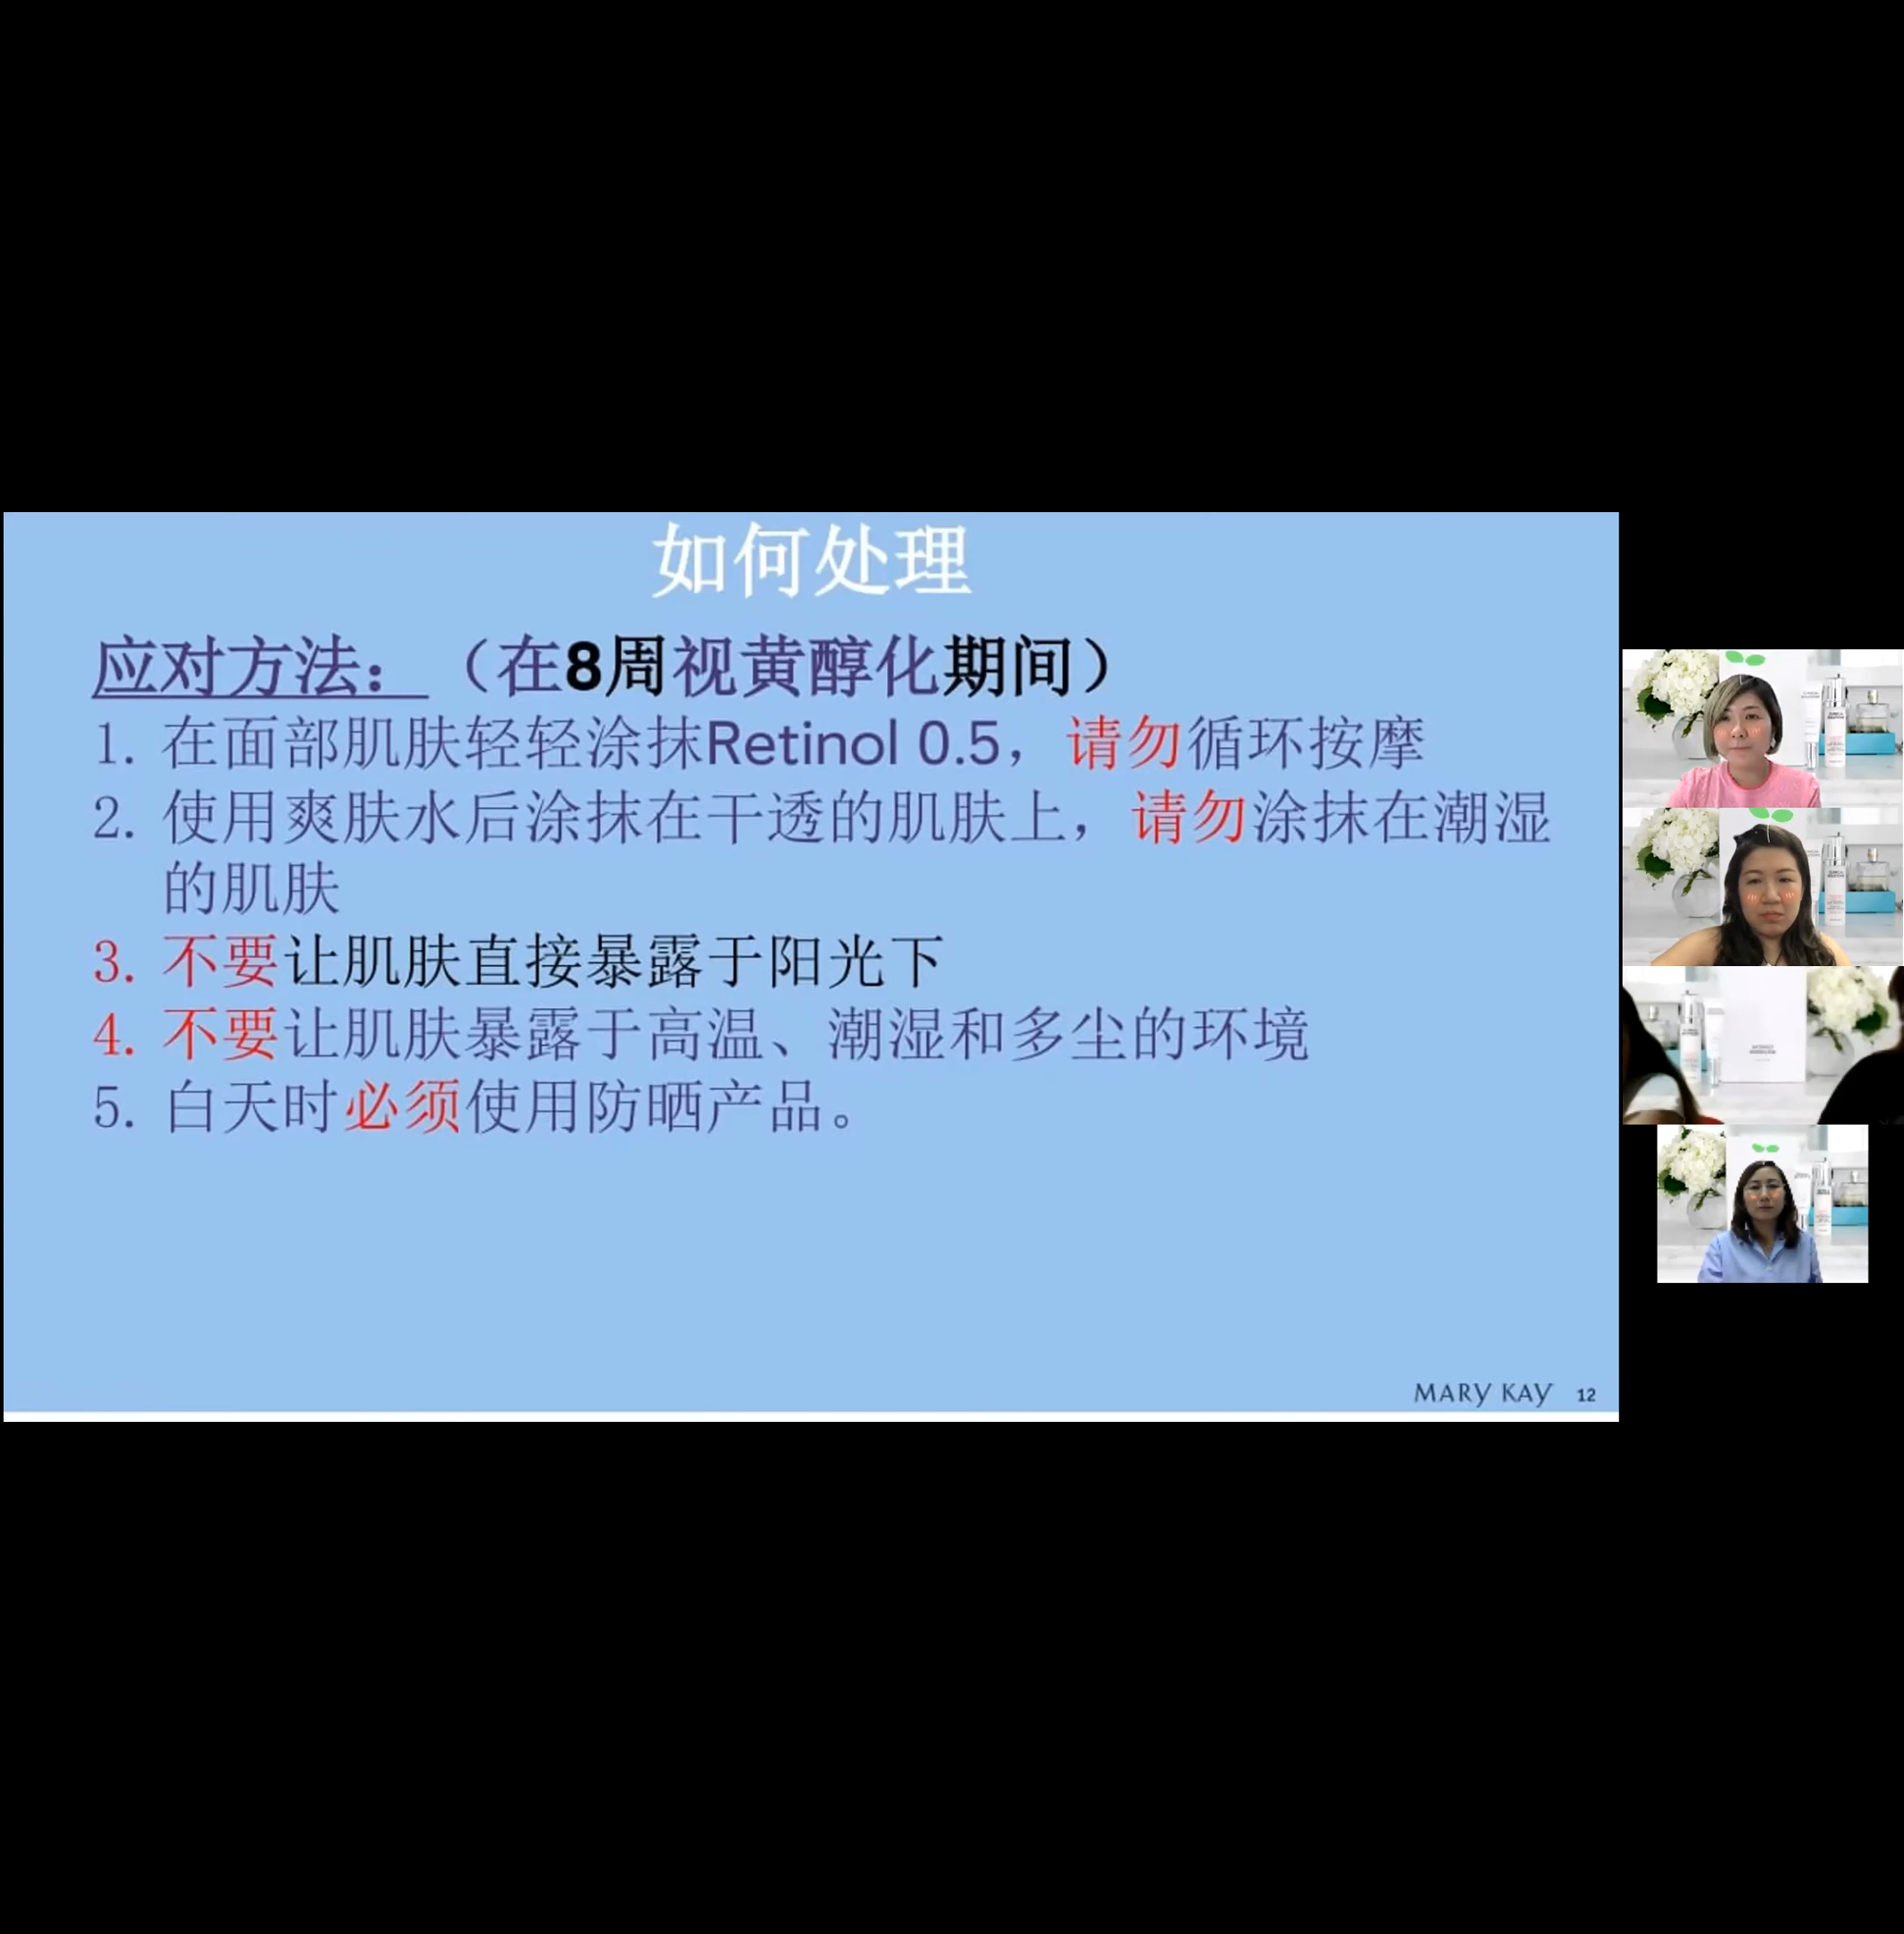 如何处理
应对方法：（在8周视黄醇化期间）
1. 在面部肌肤轻轻涂抹Retinol 0.5，请勿循环按摩
2. 使用爽肤水后涂抹在干透的肌肤上，请勿涂抹在潮湿
的肌肤
3. 不要让肌肤直接暴露于阳光下
4. 不要让肌肤暴露于高温、潮湿和多尘的环境
5. 白天时必须使用防晒产品。
MARY KAY 12